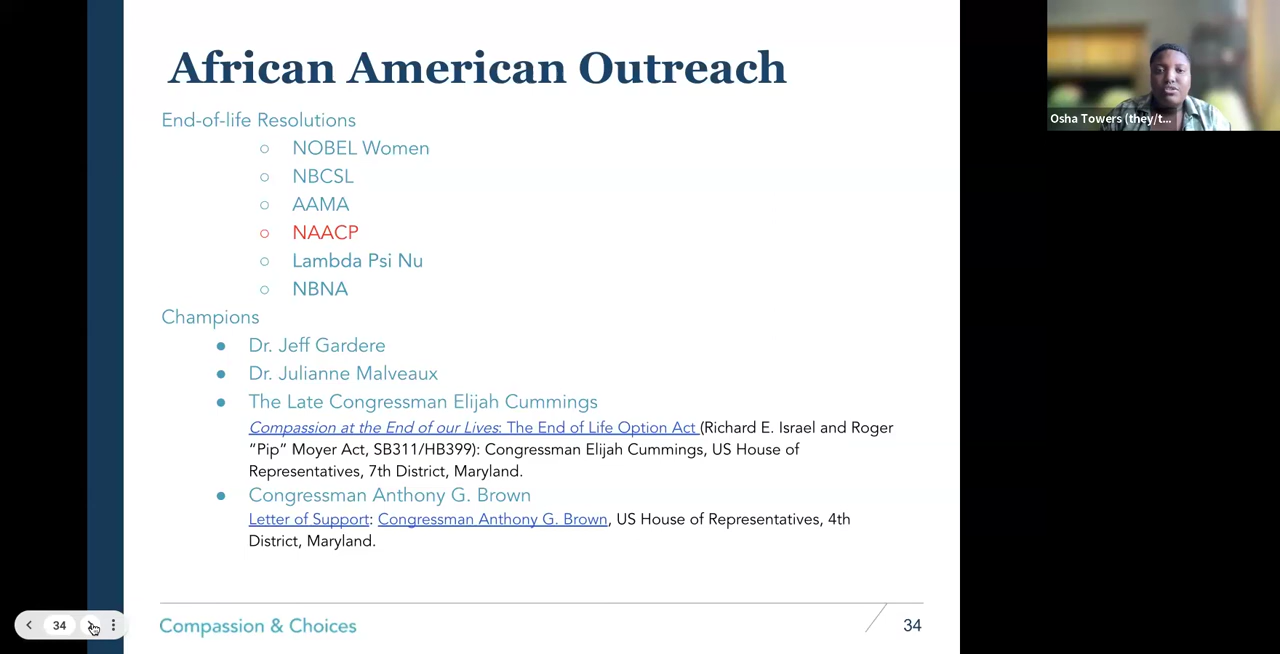 African American Outreach
End-of-life Resolutions
○ NOBEL Women
○ NBCSL
○ AAMA
○ NAACP
○ Lambda Psi Nu
○ NBNA
Champions
● Dr. Jeff Gardere
● Dr. Julianne Malveaux
● The Late Congressman Elijah Cummings
Compassion at the End of our Lives: The End of Life Option Act (Richard E. Israel and Roger
“Pip” Moyer Act, SB311/HB399): Congressman Elijah Cummings, US House of
Representatives, 7th District, Maryland.
● Congressman Anthony G. Brown
Letter of Support: Congressman Anthony G. Brown, US House of Representatives, 4th
District, Maryland.
Compassion & Choices
34
34
Osha Towers (they/t...